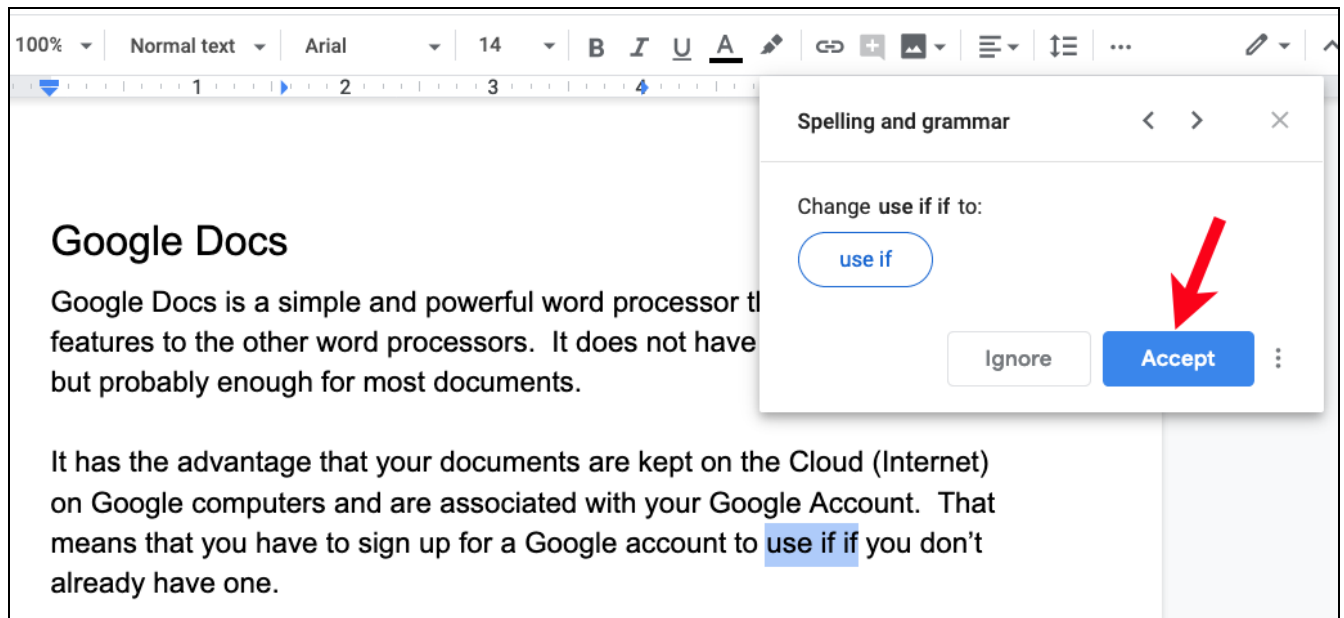 100% Normal text Arial 14 B I U A
1 2 3 4
Spelling and grammar
Change use if if to:
use if
Ignore Accept
Google Docs
Google Docs is a simple and powerful word processor
features to the other word processors. It does not have
but probably enough for most documents.
It has the advantage that your documents are kept on the Cloud (Internet)
on Google computers and are associated with your Google Account. That
means that you have to sign up for a Google account to use if if you don’t
already have one.